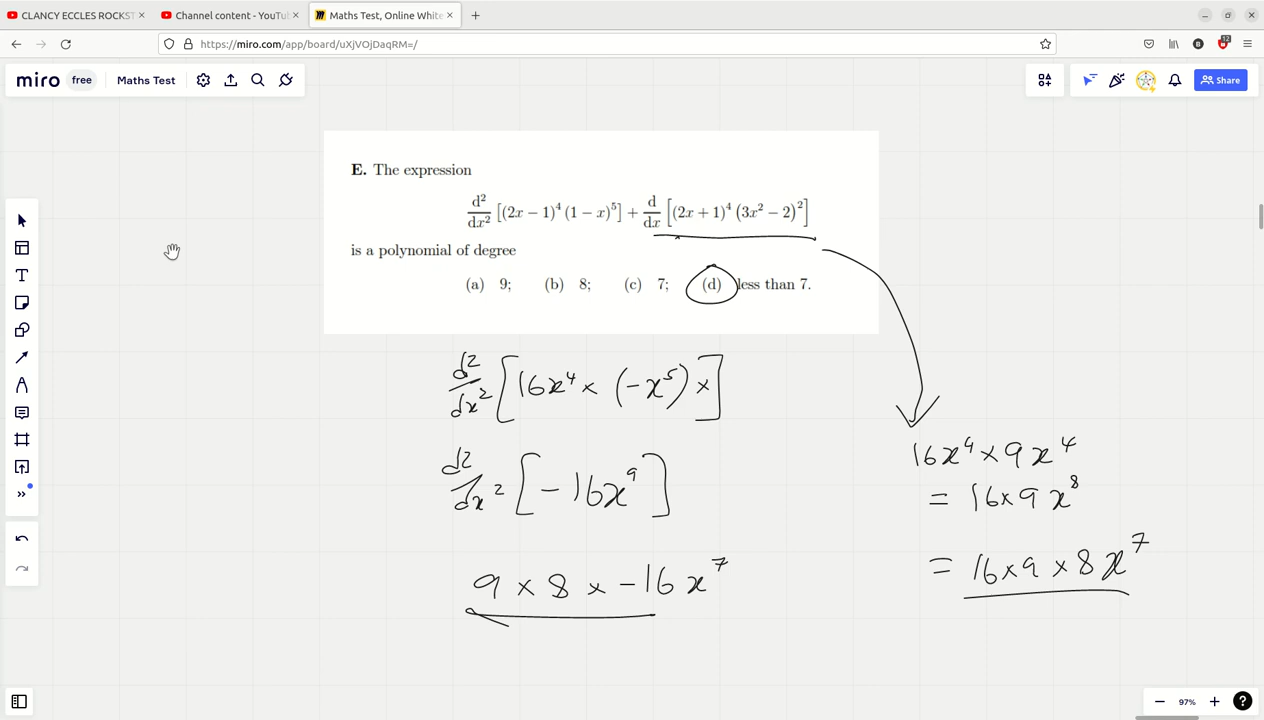 CLANCY ECCLES ROCKST
Channel content - YouTub
Maths Test, Online White
https://miro.com/app/board/uXjVOjDaqRM=/
12
miro free Maths Test
Share
E. The expression
d²/dx² [(2x − 1)⁴ (1 − x)⁵] + d/dx [(2x + 1)⁴ (3x² − 2)²]
is a polynomial of degree
(a) 9; (b) 8; (c) 7; (d) less than 7.
d²/dx² [16x⁴ × (−x⁵) ×]
16x⁴ × 9x⁴
d²/dx² [−16x⁹]
= 16×9 x⁸
9 × 8 × −16 x⁷
= 16×9 × 8x⁷
97%